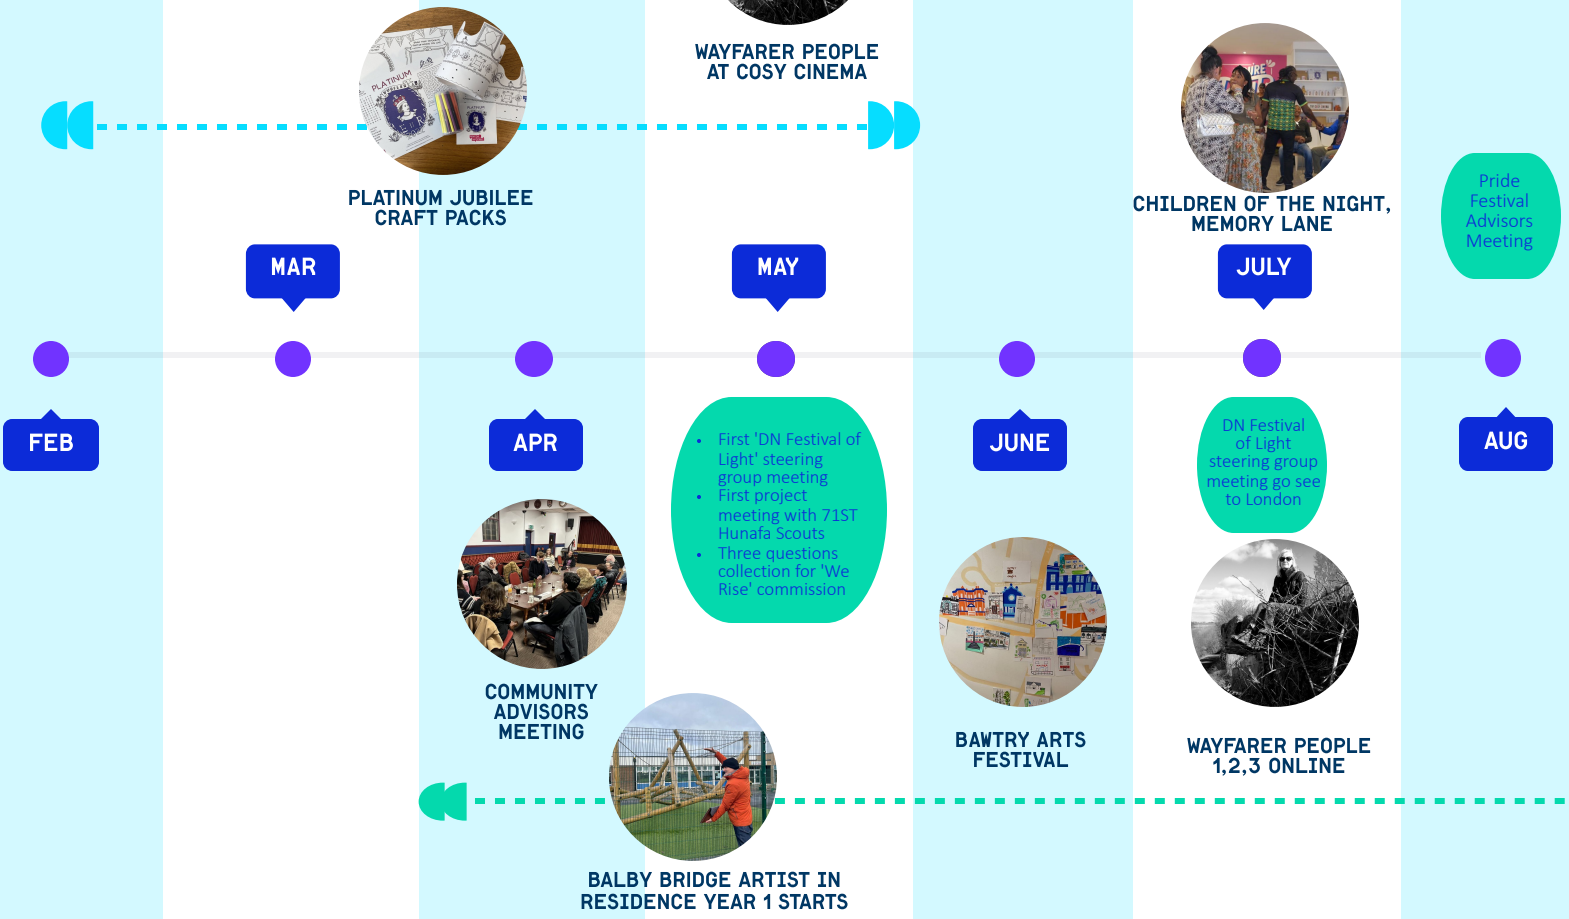 WAYFARER PEOPLE
AT COSY CINEMA
PLATINUM
PLATINUM JUBILEE
CRAFT PACKS
CHILDREN OF THE NIGHT,
MEMORY LANE
Pride
Festival
Advisors
Meeting
MAR
MAY
JULY
FEB
APR
JUNE
AUG
• First 'DN Festival of
Light' steering
group meeting
• First project
meeting with 71ST
Hunafa Scouts
• Three questions
collection for 'We
Rise' commission
DN Festival
of Light
steering group
meeting go see
to London
COMMUNITY
ADVISORS
MEETING
BAWTRY ARTS
FESTIVAL
WAYFARER PEOPLE
1,2,3 ONLINE
BALBY BRIDGE ARTIST IN
RESIDENCE YEAR 1 STARTS